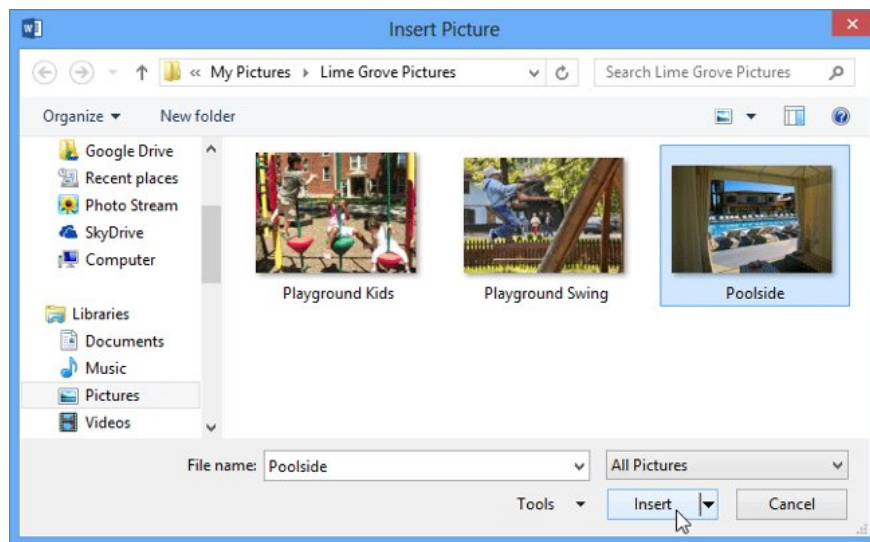 Insert Picture
« My Pictures Lime Grove Pictures
Search Lime Grove Pictures
Organize New folder
Google Drive
Recent places
Photo Stream
SkyDrive
Computer
Libraries
Documents
Music
Pictures
Videos
Playground Kids
Playground Swing
Poolside
File name: Poolside
All Pictures
Tools Insert Cancel